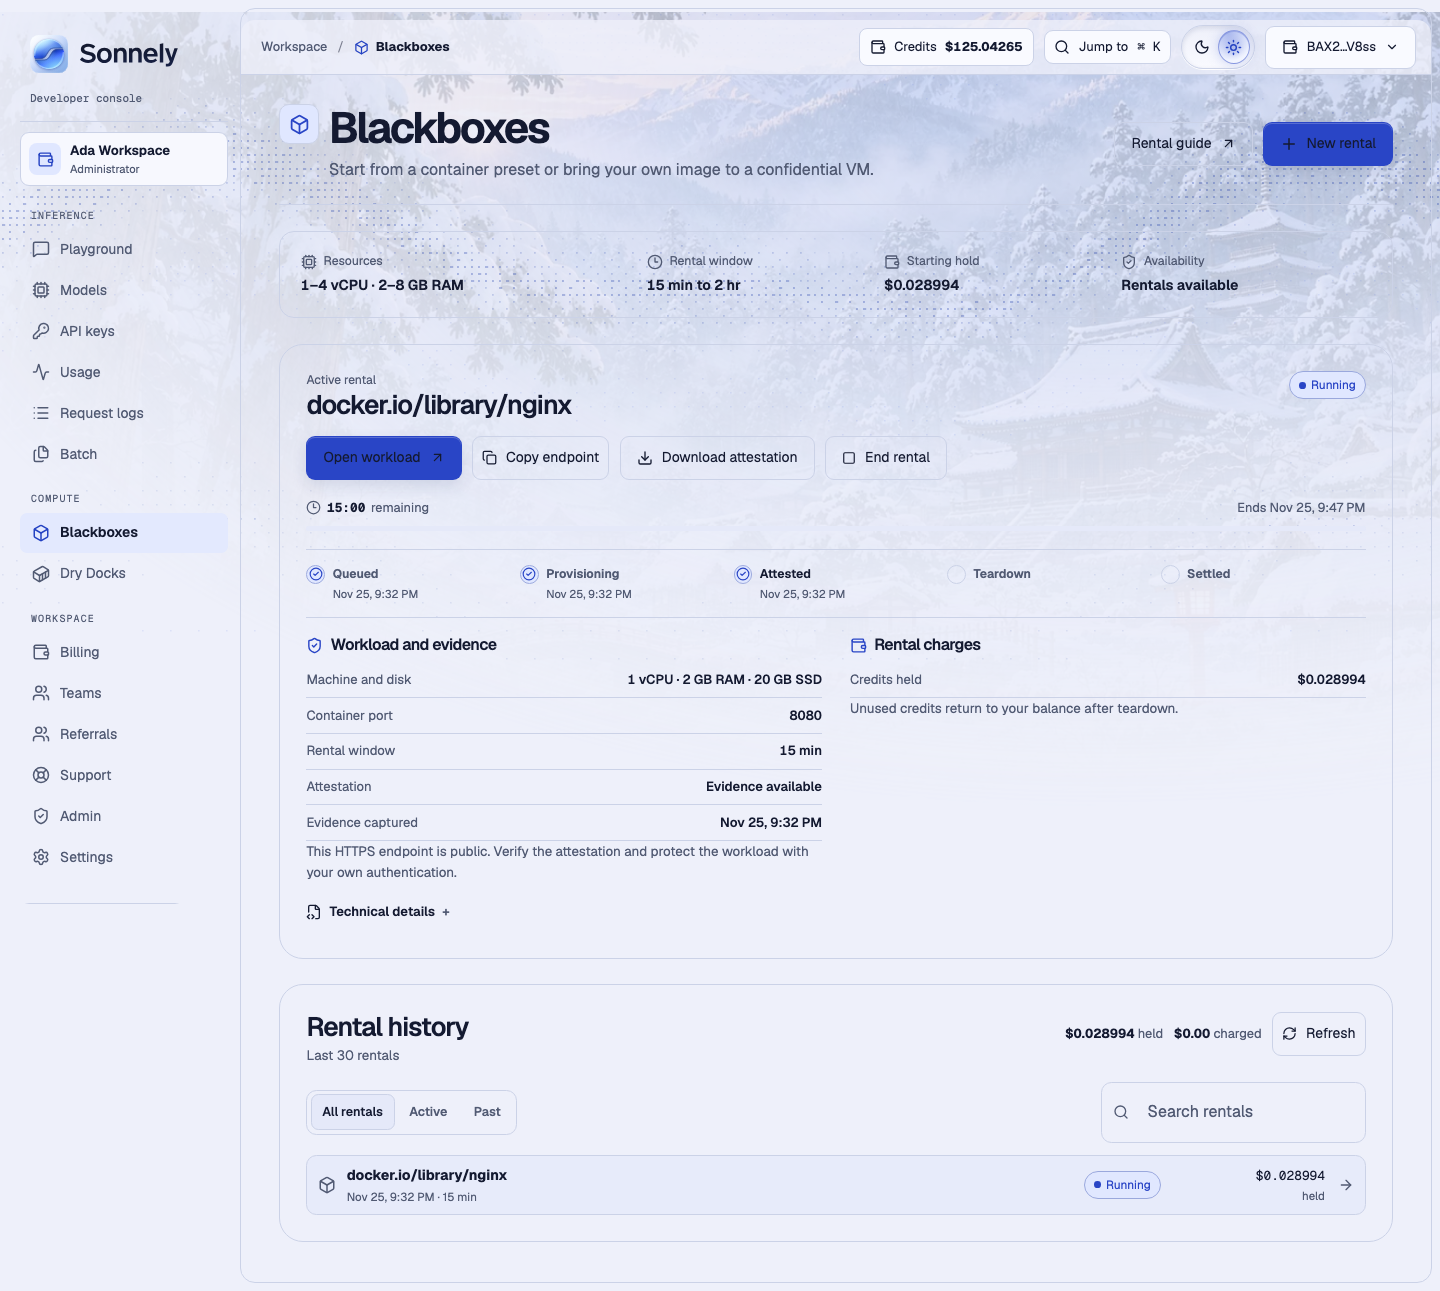 Sonnely
Developer console
Ada Workspace
Administrator
INFERENCE
Playground
Models
API keys
Usage
Request logs
Batch
COMPUTE
Blackboxes
Dry Docks
WORKSPACE
Billing
Teams
Referrals
Support
Admin
Settings
Workspace / Blackboxes
Credits $125.04265
Jump to ⌘ K
BAX2…V8ss
Blackboxes
Start from a container preset or bring your own image to a confidential VM.
Rental guide
New rental
Resources
1–4 vCPU · 2–8 GB RAM
Rental window
15 min to 2 hr
Starting hold
$0.028994
Availability
Rentals available
Active rental
docker.io/library/nginx
Running
Open workload
Copy endpoint
Download attestation
End rental
15:00 remaining
Ends Nov 25, 9:47 PM
Queued
Nov 25, 9:32 PM
Provisioning
Nov 25, 9:32 PM
Attested
Nov 25, 9:32 PM
Teardown
Settled
Workload and evidence
Machine and disk 1 vCPU · 2 GB RAM · 20 GB SSD
Container port 8080
Rental window 15 min
Attestation Evidence available
Evidence captured Nov 25, 9:32 PM
This HTTPS endpoint is public. Verify the attestation and protect the workload with
your own authentication.
Technical details +
Rental charges
Credits held $0.028994
Unused credits return to your balance after teardown.
Rental history
Last 30 rentals
$0.028994 held $0.00 charged
Refresh
All rentals
Active
Past
Search rentals
docker.io/library/nginx
Nov 25, 9:32 PM · 15 min
Running
$0.028994
held